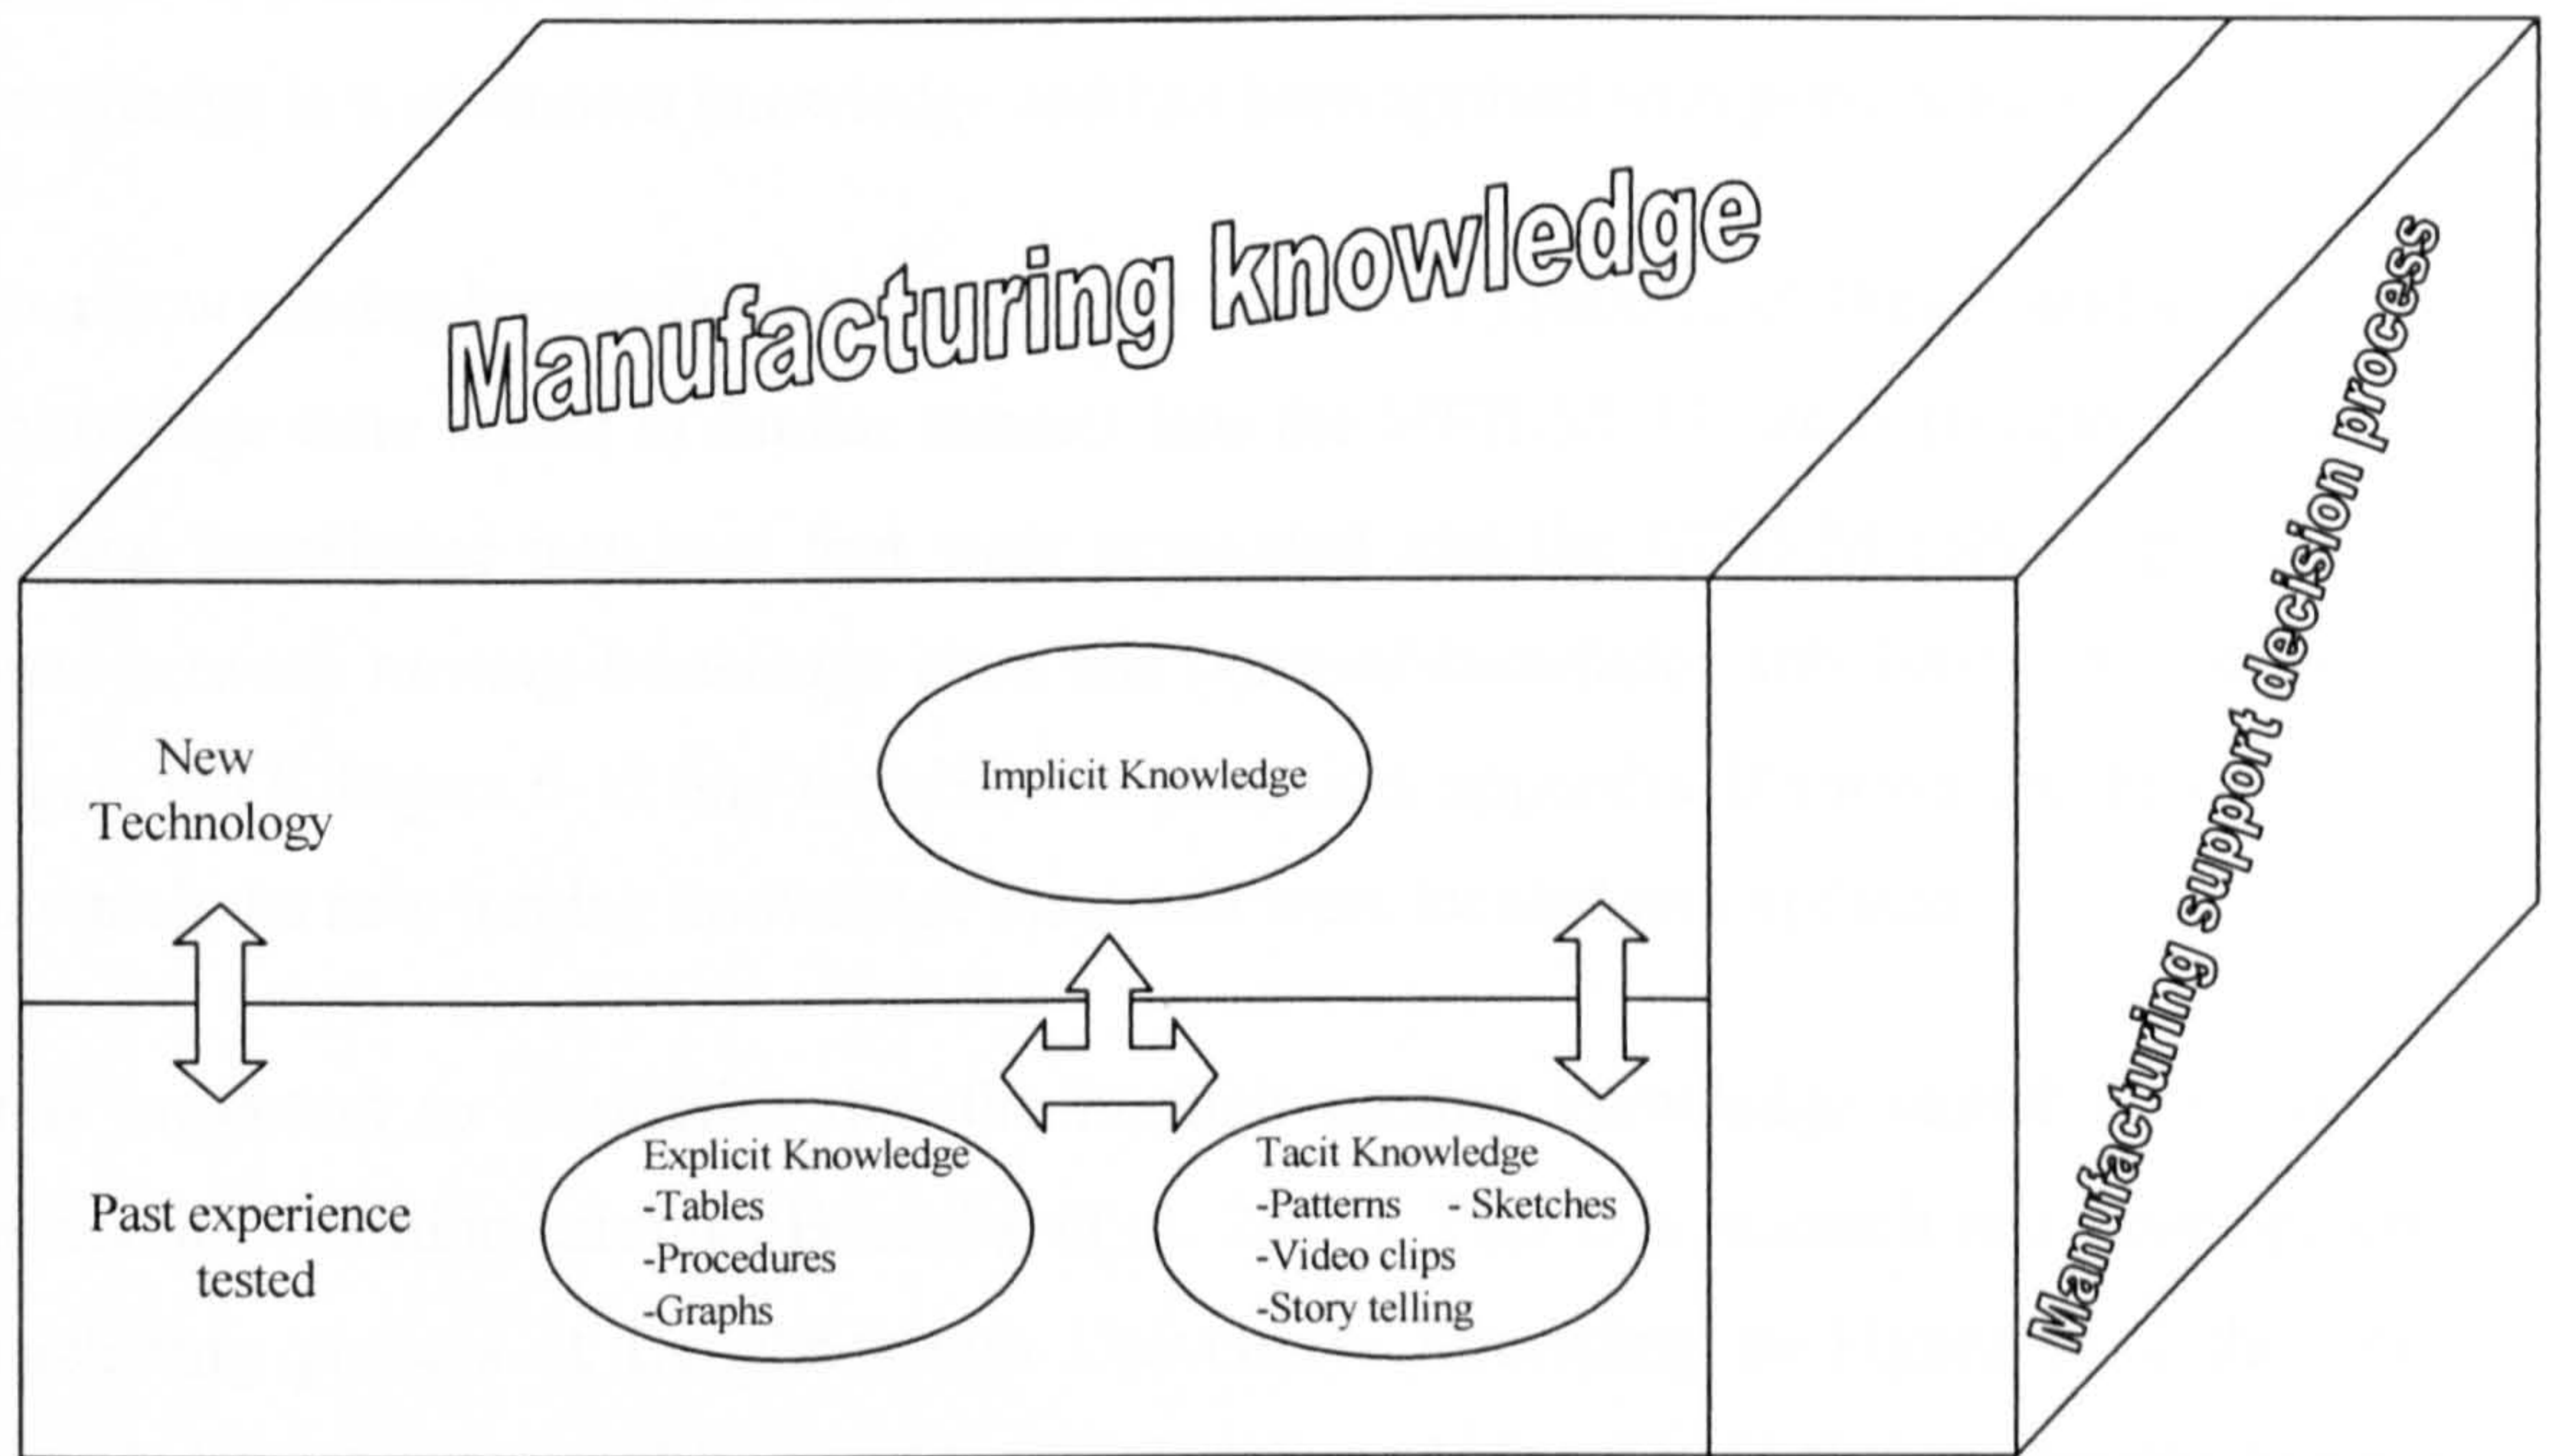 Manufacturing knowledge
Manufacturing support decision process
New
Technology
Implicit Knowledge
Past experience
tested
Explicit Knowledge
-Tables
-Procedures
-Graphs
Tacit Knowledge
-Patterns - Sketches
-Video clips
-Story telling